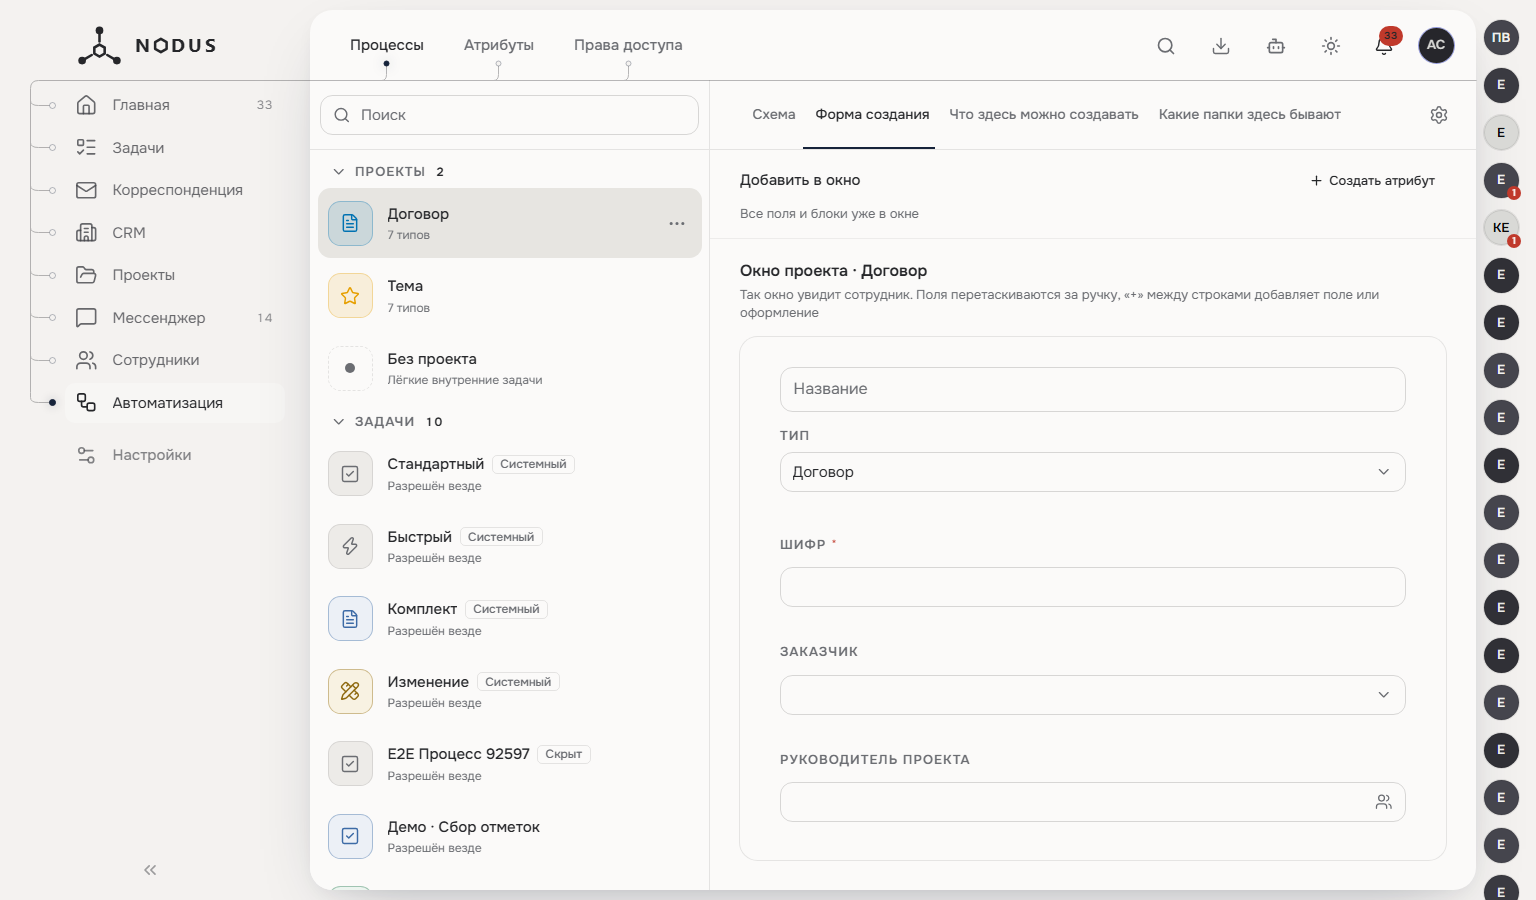 NODUS
Главная 33
Задачи
Корреспонденция
CRM
Проекты
Мессенджер 14
Сотрудники
Автоматизация
Настройки
Процессы Атрибуты Права доступа
33
АС
Поиск
ПРОЕКТЫ 2
Договор
7 типов
Тема
7 типов
Без проекта
Лёгкие внутренние задачи
ЗАДАЧИ 10
Стандартный Системный
Разрешён везде
Быстрый Системный
Разрешён везде
Комплект Системный
Разрешён везде
Изменение Системный
Разрешён везде
E2E Процесс 92597 Скрыт
Разрешён везде
Демо · Сбор отметок
Разрешён везде
Схема Форма создания Что здесь можно создавать Какие папки здесь бывают
Добавить в окно
Создать атрибут
Все поля и блоки уже в окне
Окно проекта · Договор
Так окно увидит сотрудник. Поля перетаскиваются за ручку, «+» между строками добавляет поле или
оформление
Название
ТИП
Договор
ШИФР *
ЗАКАЗЧИК
РУКОВОДИТЕЛЬ ПРОЕКТА
ПВ
Е
Е
Е
1
КЕ
1
Е
Е
Е
Е
Е
Е
Е
Е
Е
Е
Е
Е
Е
Е